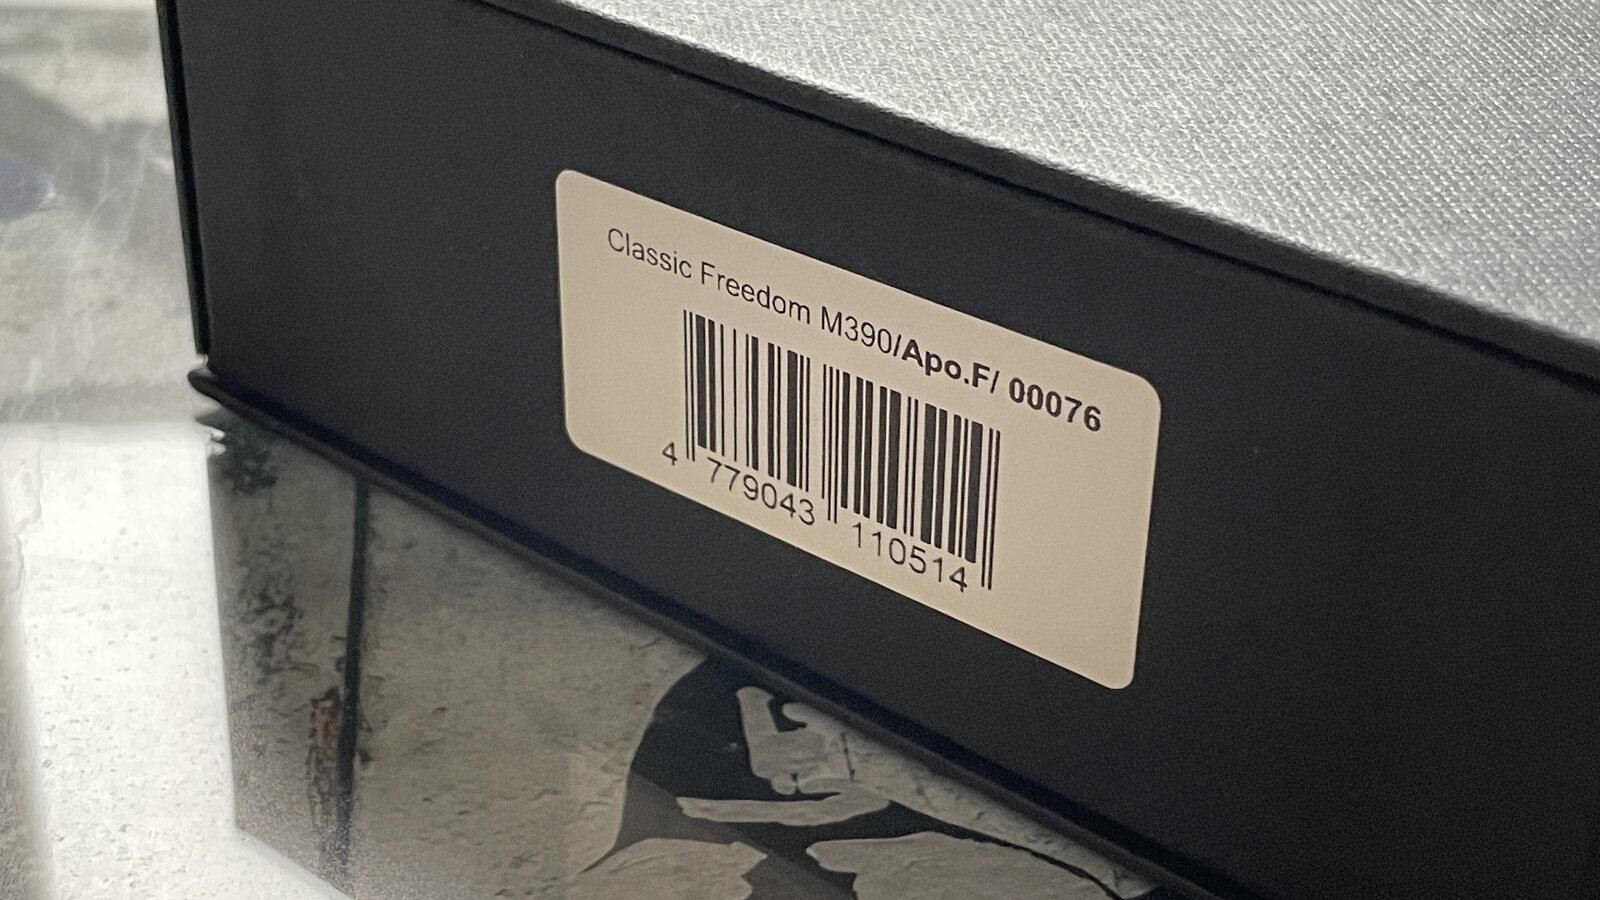 Classic Freedom M390/Apo.F/ 00076
4 779043 110514